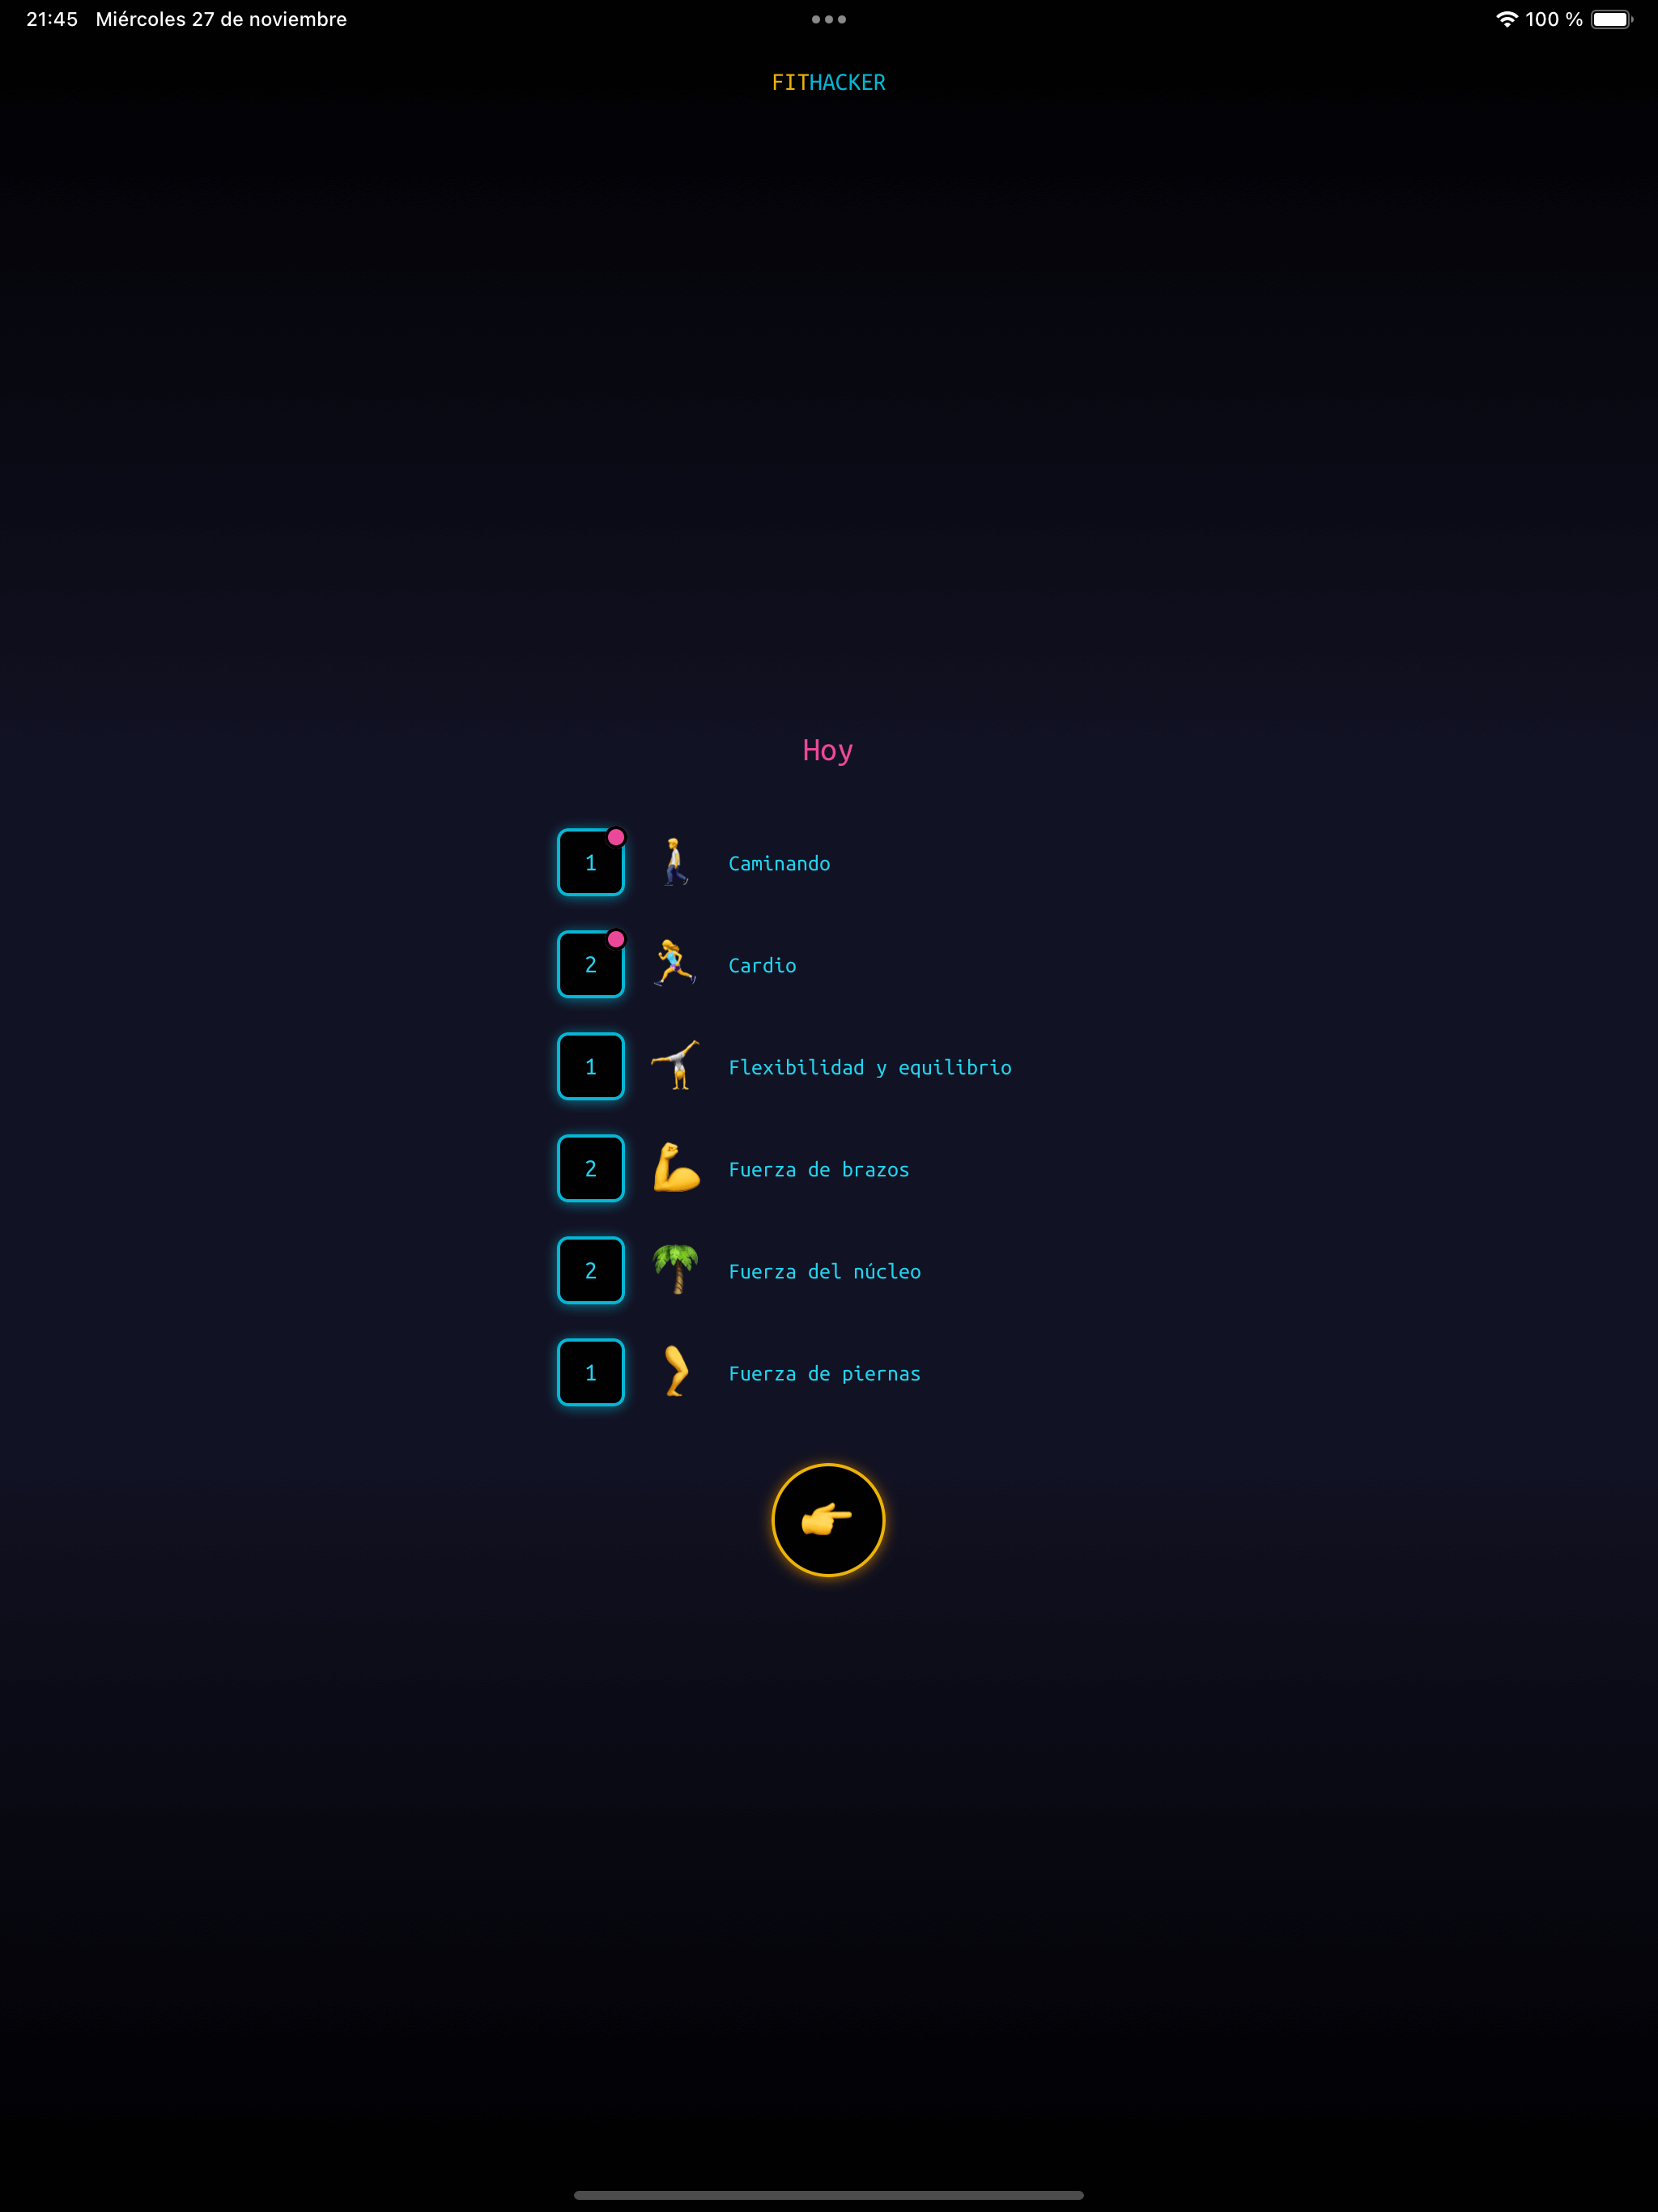 21:45 Miércoles 27 de noviembre 100 %
FITHACKER
Hoy
1 Caminando
2 Cardio
1 Flexibilidad y equilibrio
2 Fuerza de brazos
2 Fuerza del núcleo
1 Fuerza de piernas